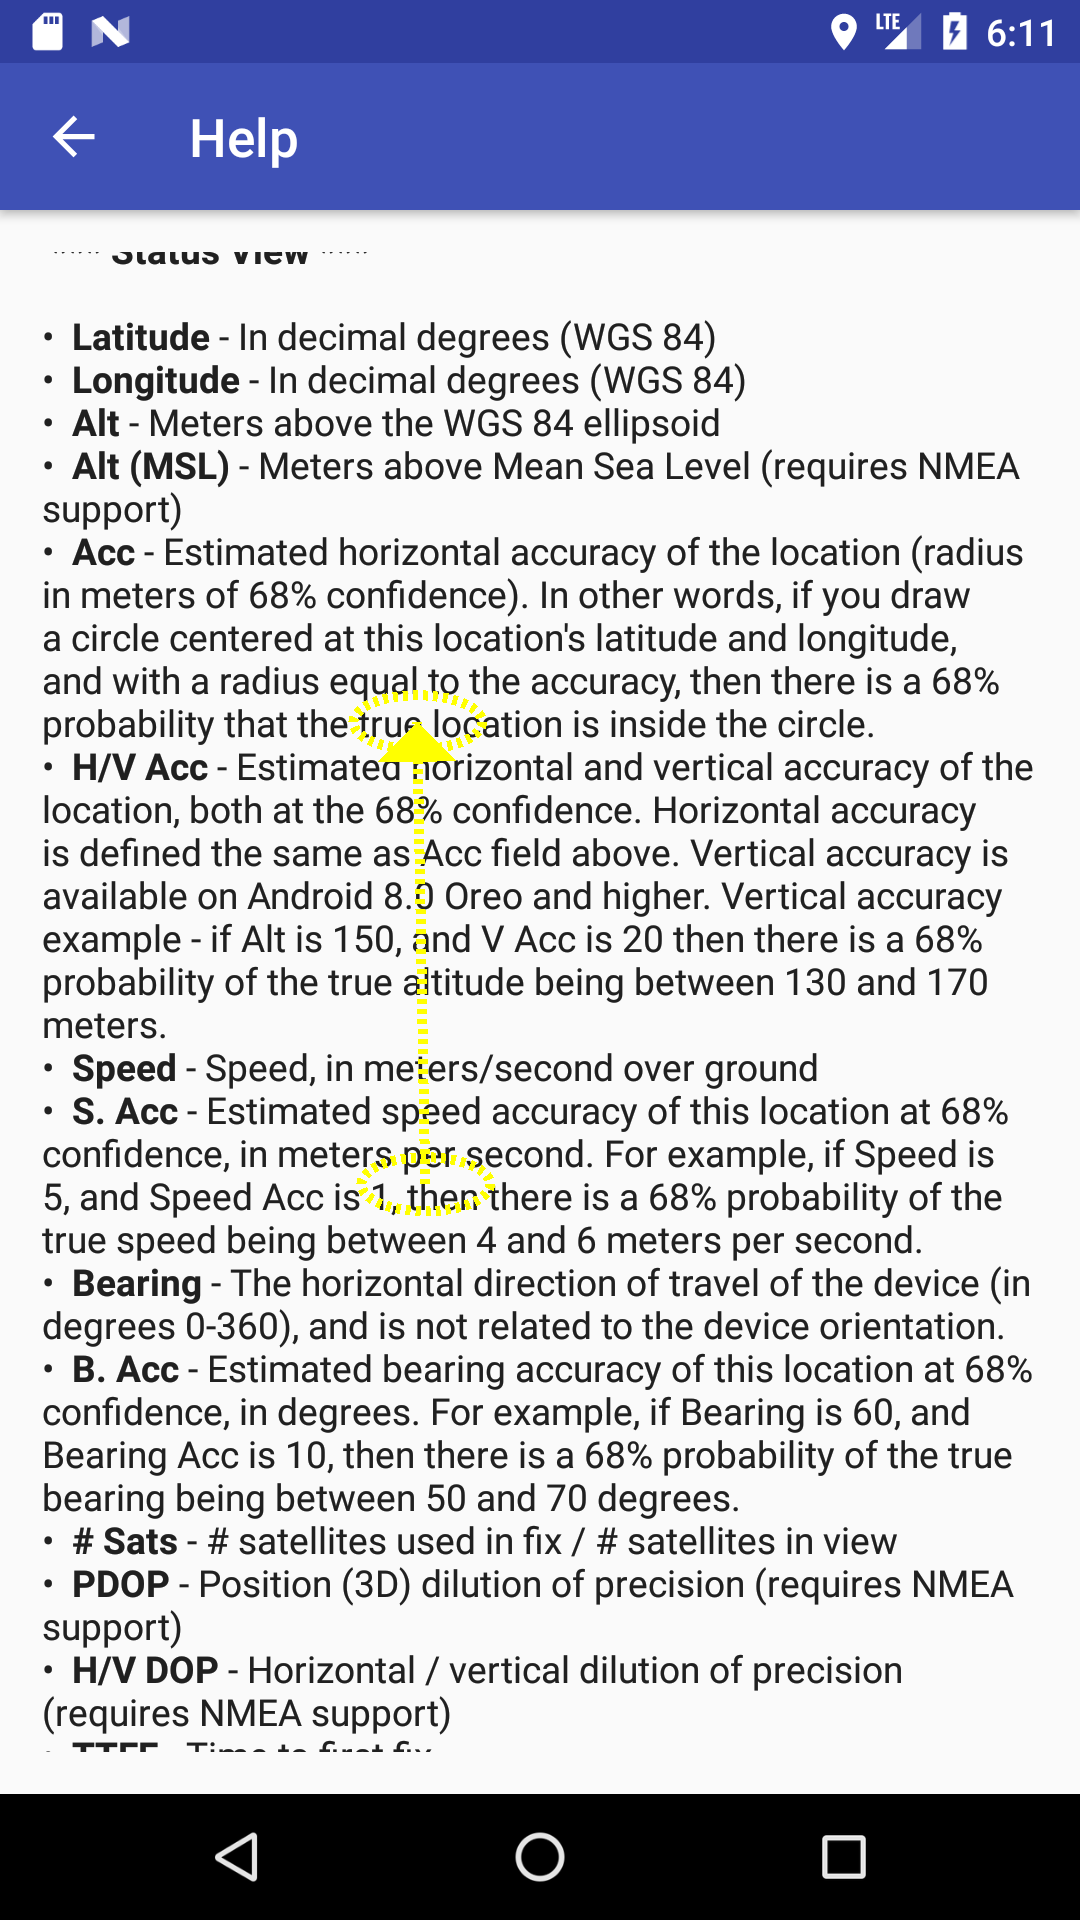 LTE 6:11
Help
Status View
• Latitude - In decimal degrees (WGS 84)
• Longitude - In decimal degrees (WGS 84)
• Alt - Meters above the WGS 84 ellipsoid
• Alt (MSL) - Meters above Mean Sea Level (requires NMEA
support)
• Acc - Estimated horizontal accuracy of the location (radius
in meters of 68% confidence). In other words, if you draw
a circle centered at this location's latitude and longitude,
and with a radius equal to the accuracy, then there is a 68%
probability that the true location is inside the circle.
• H/V Acc - Estimated horizontal and vertical accuracy of the
location, both at the 68% confidence. Horizontal accuracy
is defined the same as Acc field above. Vertical accuracy is
available on Android 8.0 Oreo and higher. Vertical accuracy
example - if Alt is 150, and V Acc is 20 then there is a 68%
probability of the true altitude being between 130 and 170
meters.
• Speed - Speed, in meters/second over ground
• S. Acc - Estimated speed accuracy of this location at 68%
confidence, in meters per second. For example, if Speed is
5, and Speed Acc is 1, then there is a 68% probability of the
true speed being between 4 and 6 meters per second.
• Bearing - The horizontal direction of travel of the device (in
degrees 0-360), and is not related to the device orientation.
• B. Acc - Estimated bearing accuracy of this location at 68%
confidence, in degrees. For example, if Bearing is 60, and
Bearing Acc is 10, then there is a 68% probability of the true
bearing being between 50 and 70 degrees.
• # Sats - # satellites used in fix / # satellites in view
• PDOP - Position (3D) dilution of precision (requires NMEA
support)
• H/V DOP - Horizontal / vertical dilution of precision
(requires NMEA support)
• TTFF - Time to first fix